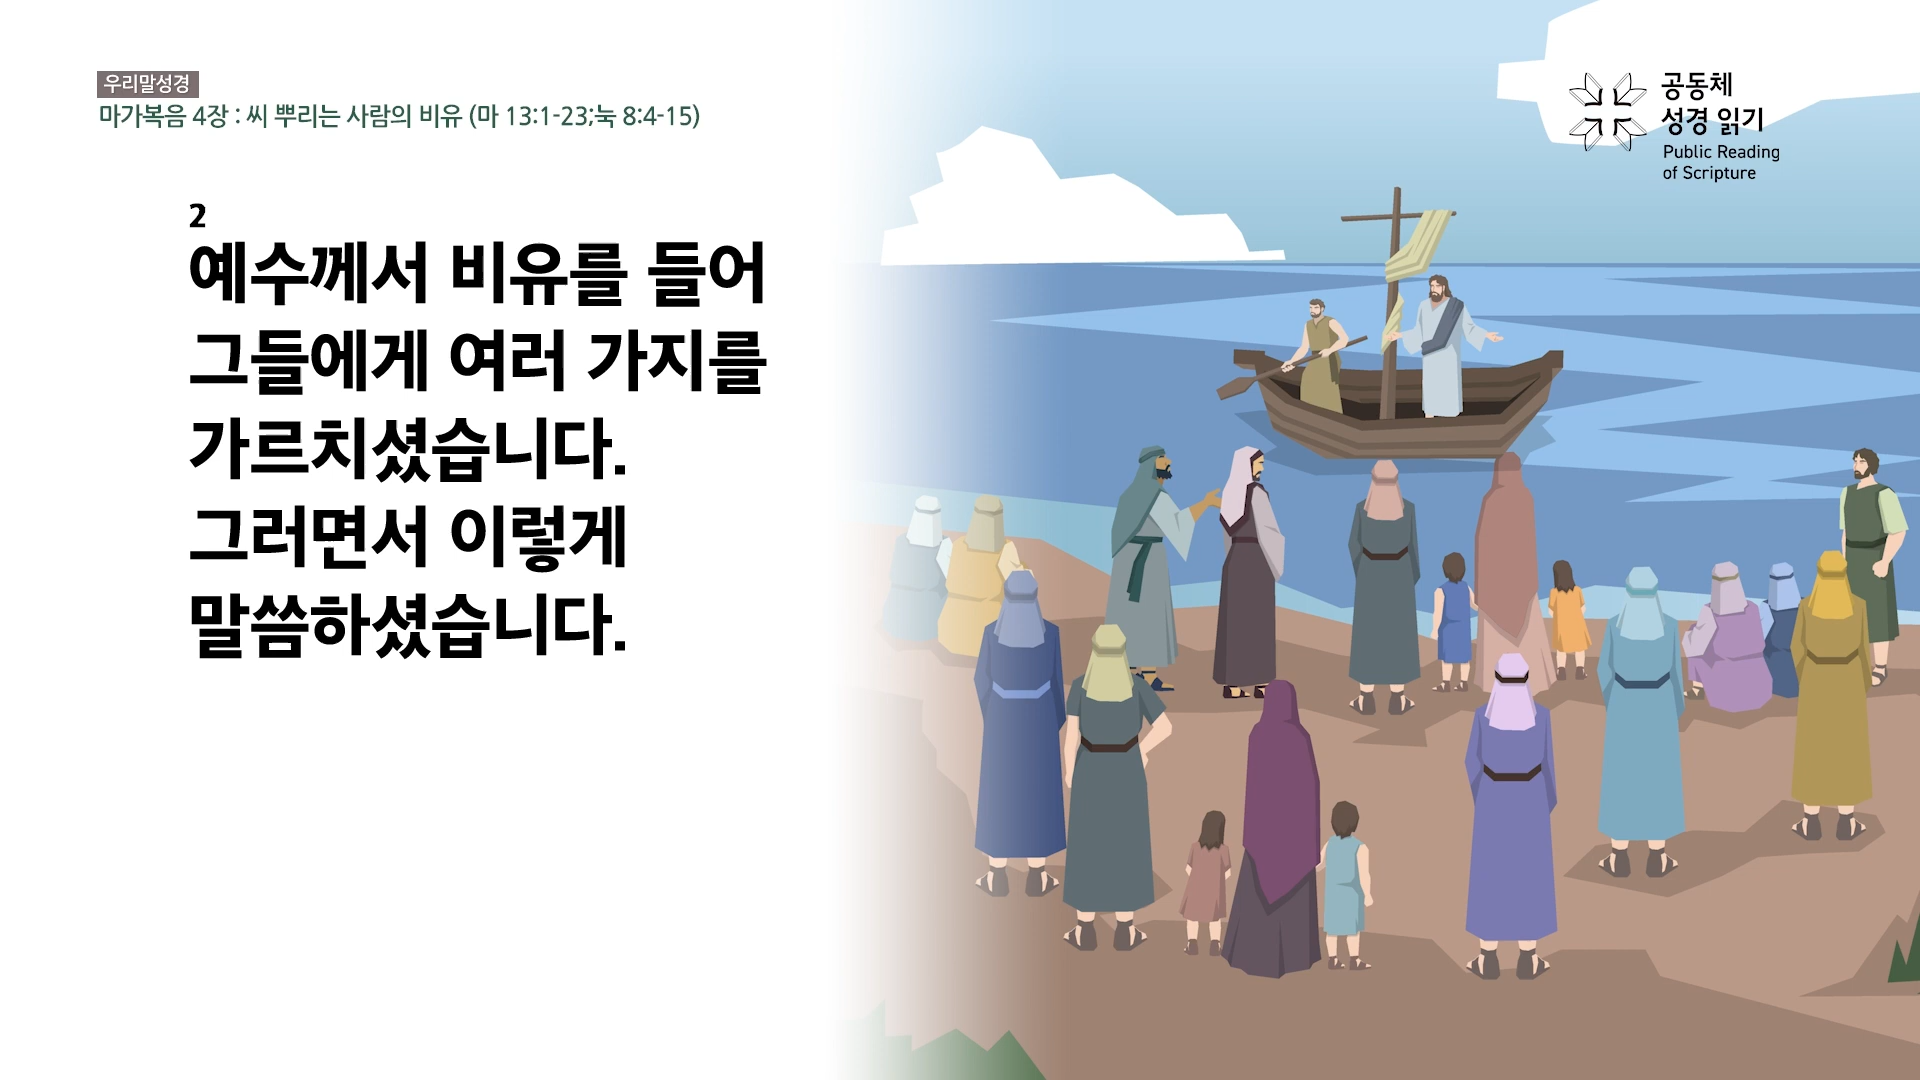 우리말성경
마가복음 4장 : 씨 뿌리는 사람의 비유 (마 13:1-23;눅 8:4-15)
2
예수께서 비유를 들어
그들에게 여러 가지를
가르치셨습니다.
그러면서 이렇게
말씀하셨습니다.
공동체
성경 읽기
Public Reading
of Scripture